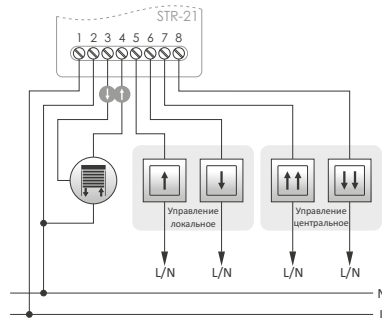 STR-21
1 2 3 4 5 6 7 8
Управление
локальное
Управление
центральное
L/N L/N L/N L/N
N
L